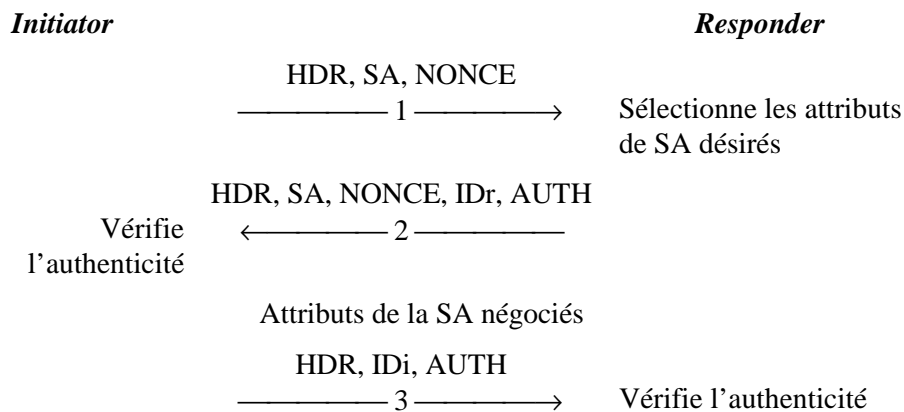 Initiator Responder
HDR, SA, NONCE
1
Sélectionne les attributs
de SA désirés
HDR, SA, NONCE, IDr, AUTH
Vérifie
l’authenticité
2
Attributs de la SA négociés
HDR, IDi, AUTH
3
Vérifie l’authenticité